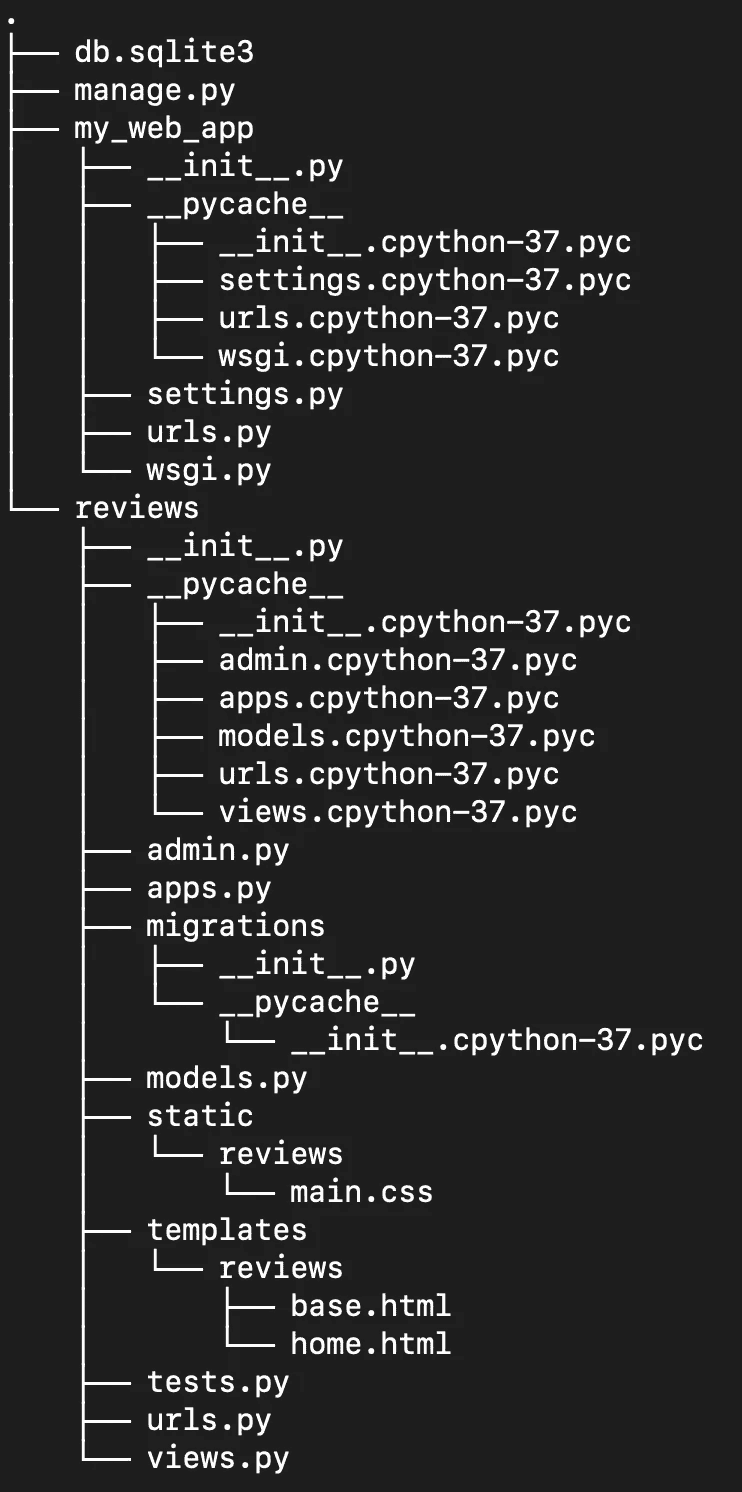 .
├── db.sqlite3
├── manage.py
├── my_web_app
│   ├── __init__.py
│   ├── __pycache__
│   │   ├── __init__.cpython-37.pyc
│   │   ├── settings.cpython-37.pyc
│   │   ├── urls.cpython-37.pyc
│   │   └── wsgi.cpython-37.pyc
│   ├── settings.py
│   ├── urls.py
│   └── wsgi.py
└── reviews
    ├── __init__.py
    ├── __pycache__
    │   ├── __init__.cpython-37.pyc
    │   ├── admin.cpython-37.pyc
    │   ├── apps.cpython-37.pyc
    │   ├── models.cpython-37.pyc
    │   ├── urls.cpython-37.pyc
    │   └── views.cpython-37.pyc
    ├── admin.py
    ├── apps.py
    ├── migrations
    │   ├── __init__.py
    │   └── __pycache__
    │       └── __init__.cpython-37.pyc
    ├── models.py
    ├── static
    │   └── reviews
    │       └── main.css
    ├── templates
    │   └── reviews
    │       ├── base.html
    │       └── home.html
    ├── tests.py
    ├── urls.py
    └── views.py